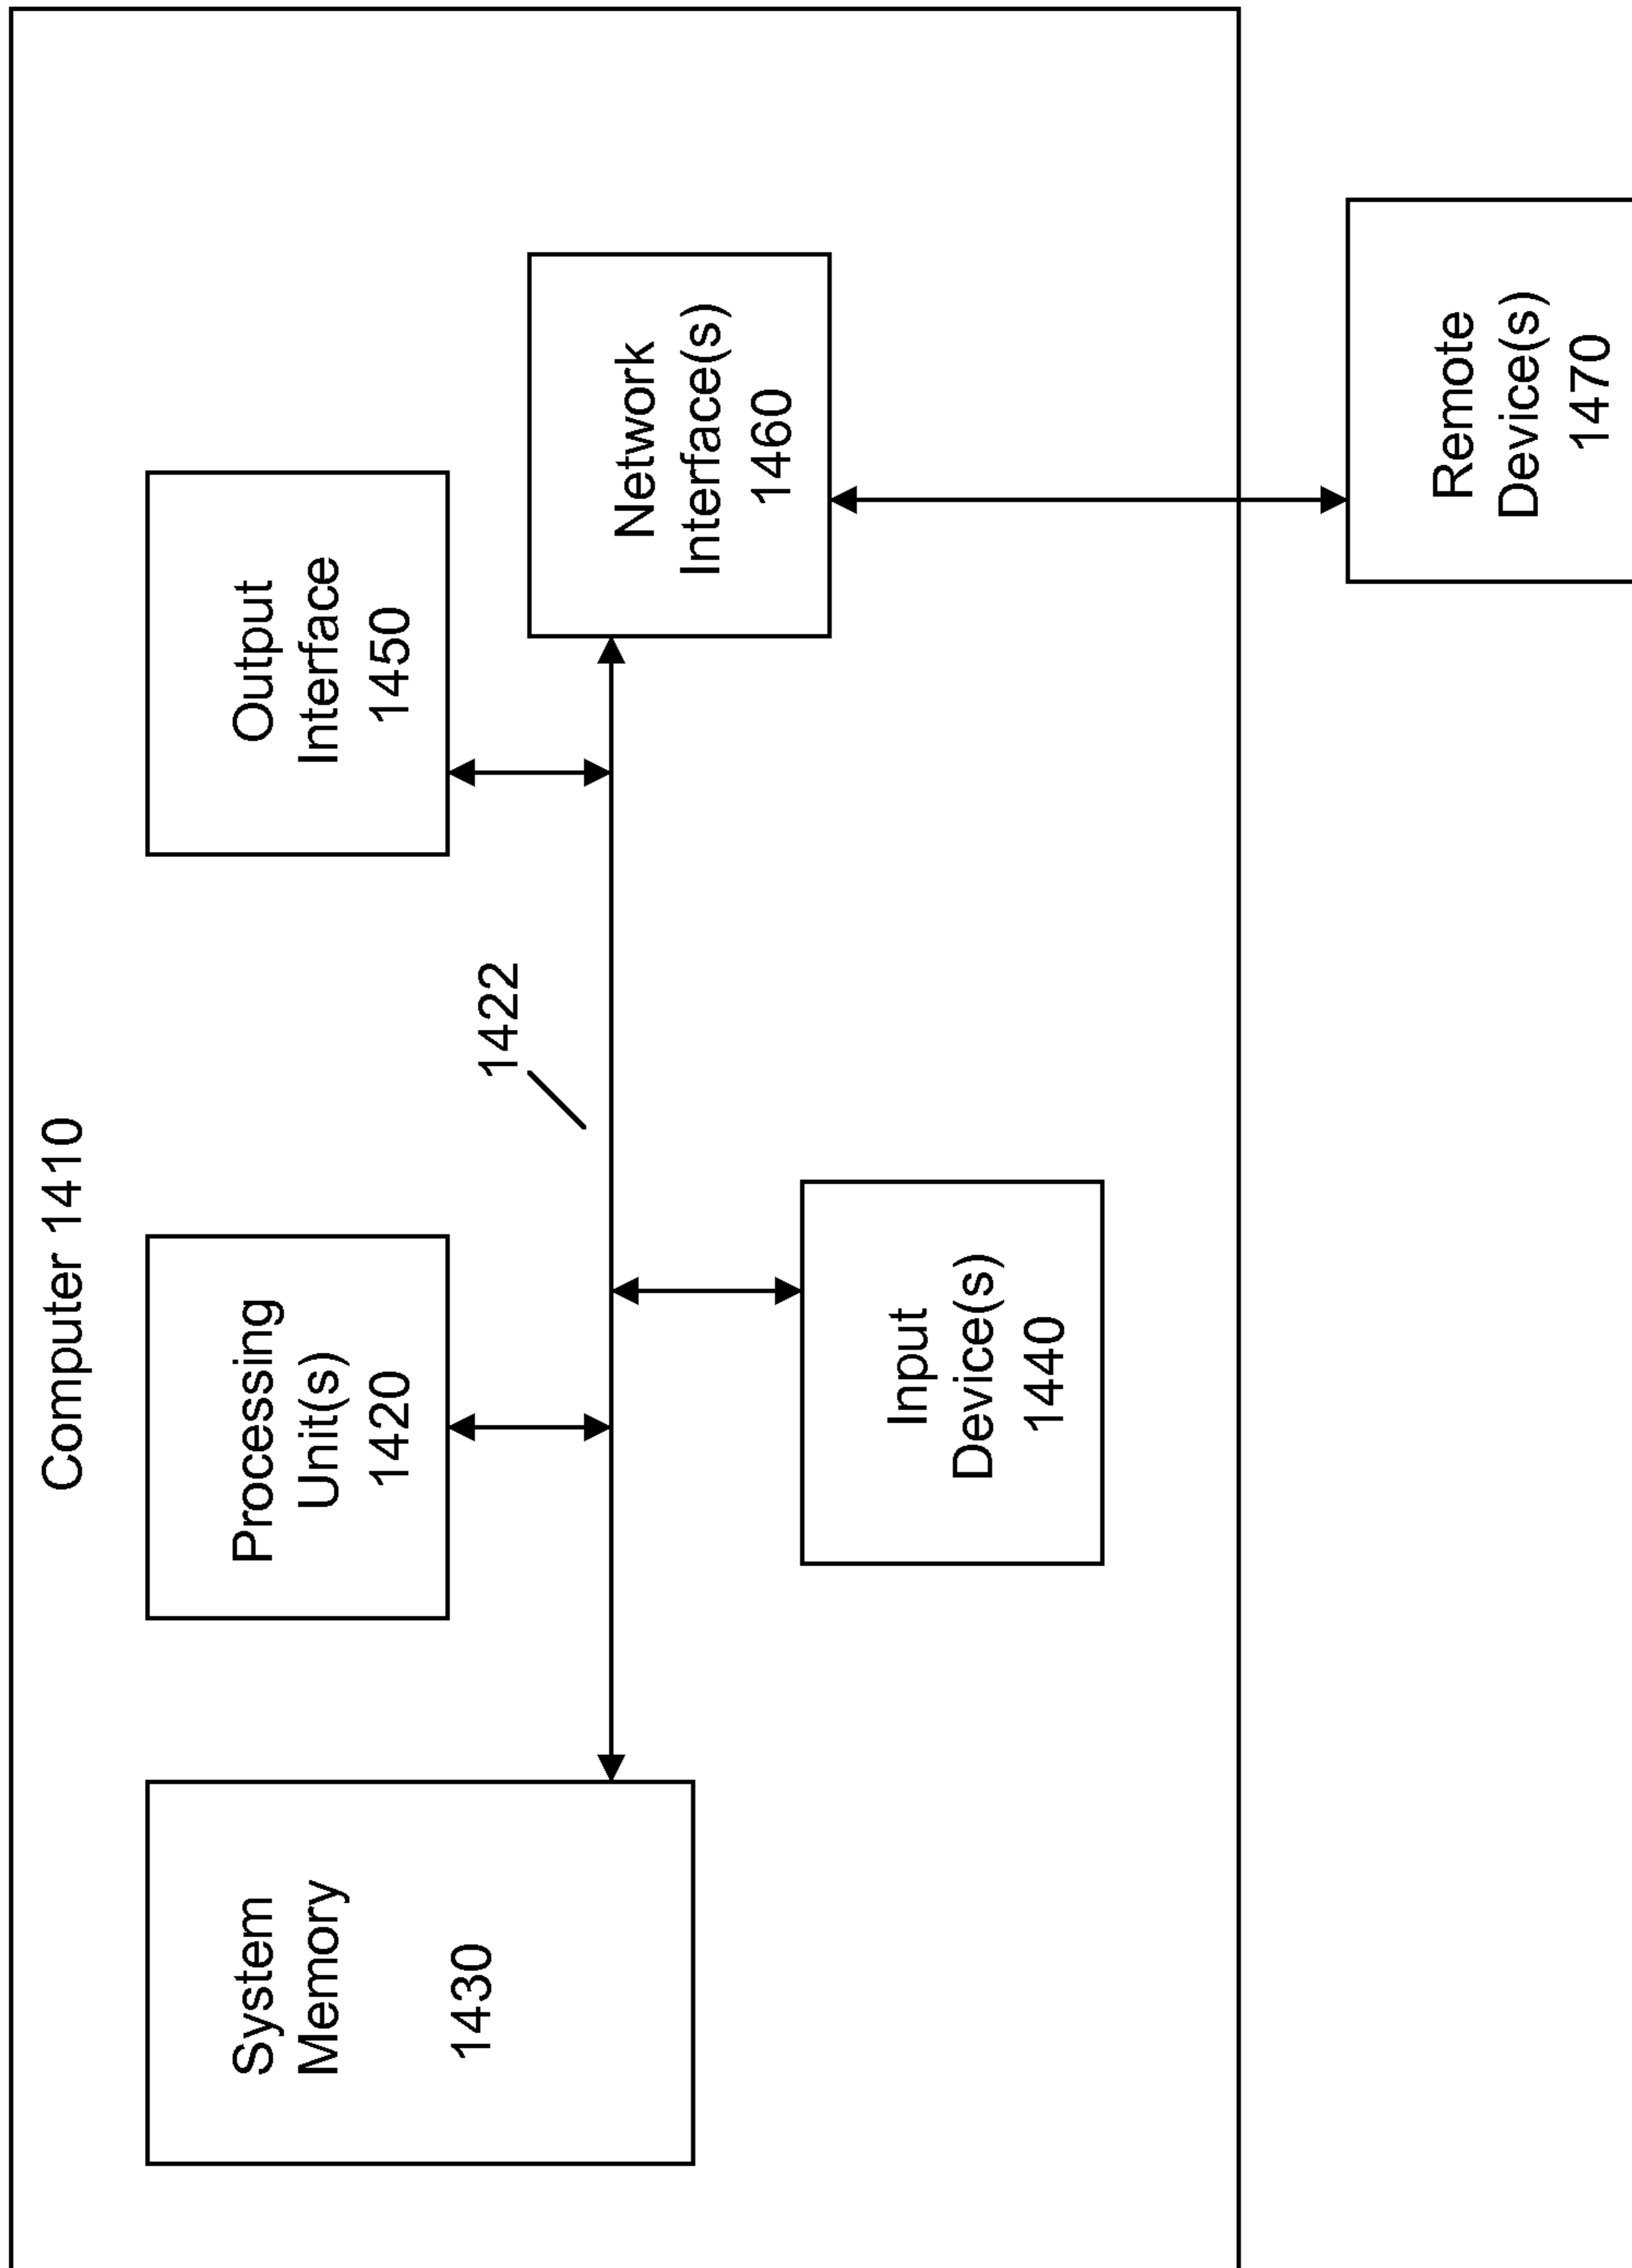 Computer 1410
System
Memory
1430
Processing
Unit(s)
1420
Output
Interface
1450
1422
Network
Interface(s)
1460
Input
Device(s)
1440
Remote
Device(s)
1470